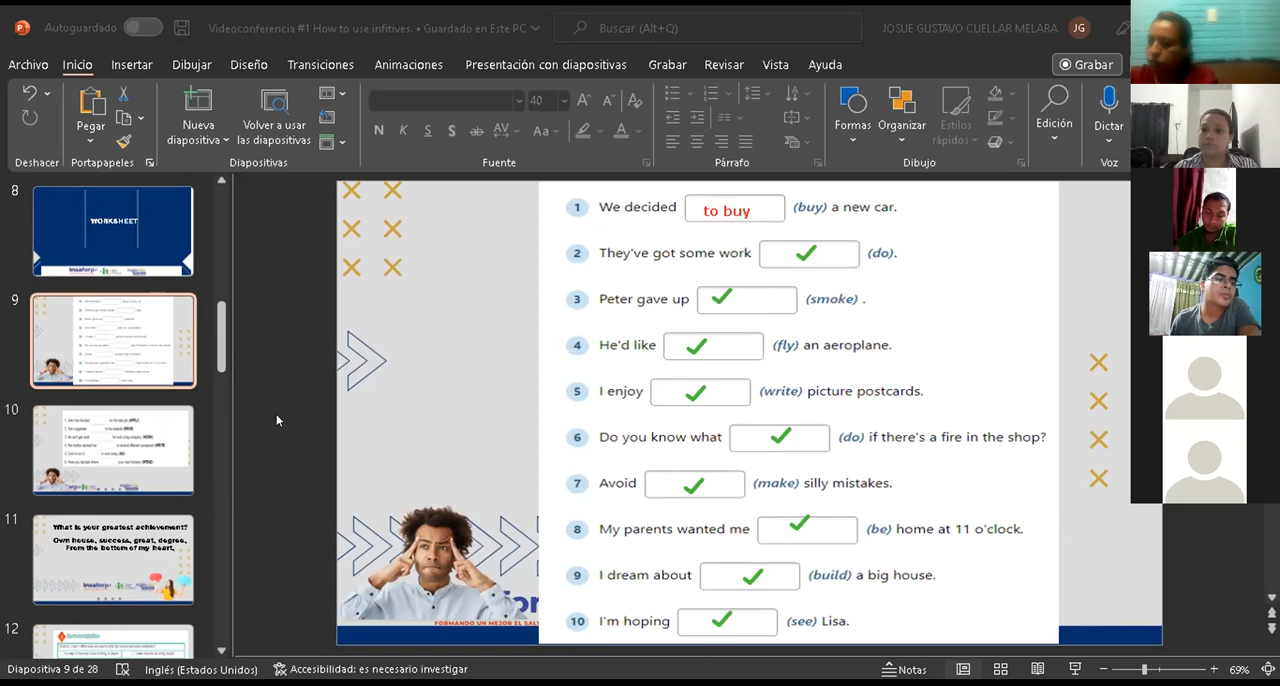 Autoguardado
Videoconferencia #1 How to use infitives. • Guardado en Este PC
Buscar (Alt+Q)
JOSUE GUSTAVO CUELLAR MELARA
JG
Archivo Inicio Insertar Dibujar Diseño Transiciones Animaciones Presentación con diapositivas Grabar Revisar Vista Ayuda
Grabar
Pegar
Nueva diapositiva
Volver a usar las diapositivas
40
N K S S ab AV Aa A
Formas
Organizar
Estilos rápidos
Edición
Dictar
Deshacer Portapapeles Diapositivas Fuente Párrafo Dibujo Voz
8
WORKSHEET
9
10
11
What is your greatest achievement?
Own house, success, great, degree,
From the bottom of my heart,
12
1 We decided to buy (buy) a new car.
2 They've got some work (do).
3 Peter gave up (smoke) .
4 He'd like (fly) an aeroplane.
5 I enjoy (write) picture postcards.
6 Do you know what (do) if there's a fire in the shop?
7 Avoid (make) silly mistakes.
8 My parents wanted me (be) home at 11 o'clock.
9 I dream about (build) a big house.
10 I'm hoping (see) Lisa.
FORMANDO UN MEJOR EL SALV
Diapositiva 9 de 28
Inglés (Estados Unidos)
Accesibilidad: es necesario investigar
Notas
69%